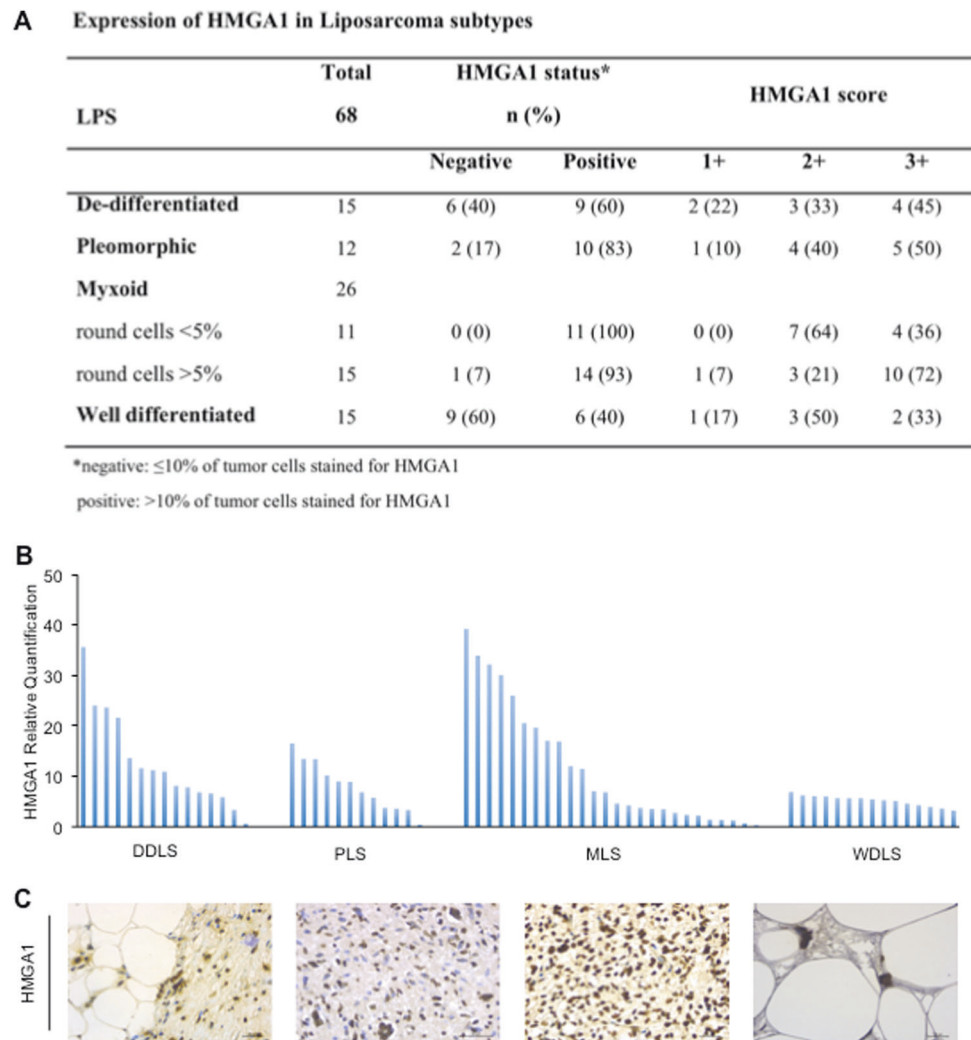 A Expression of HMGA1 in Liposarcoma subtypes
Total HMGA1 status* HMGA1 score
LPS 68 n (%)
Negative Positive 1+ 2+ 3+
De-differentiated 15 6 (40) 9 (60) 2 (22) 3 (33) 4 (45)
Pleomorphic 12 2 (17) 10 (83) 1 (10) 4 (40) 5 (50)
Myxoid 26
round cells <5% 11 0 (0) 11 (100) 0 (0) 7 (64) 4 (36)
round cells >5% 15 1 (7) 14 (93) 1 (7) 3 (21) 10 (72)
Well differentiated 15 9 (60) 6 (40) 1 (17) 3 (50) 2 (33)
*negative: ≤10% of tumor cells stained for HMGA1
positive: >10% of tumor cells stained for HMGA1
B
HMGA1 Relative Quantification
50
40
30
20
10
0
DDLS PLS MLS WDLS
C
HMGA1